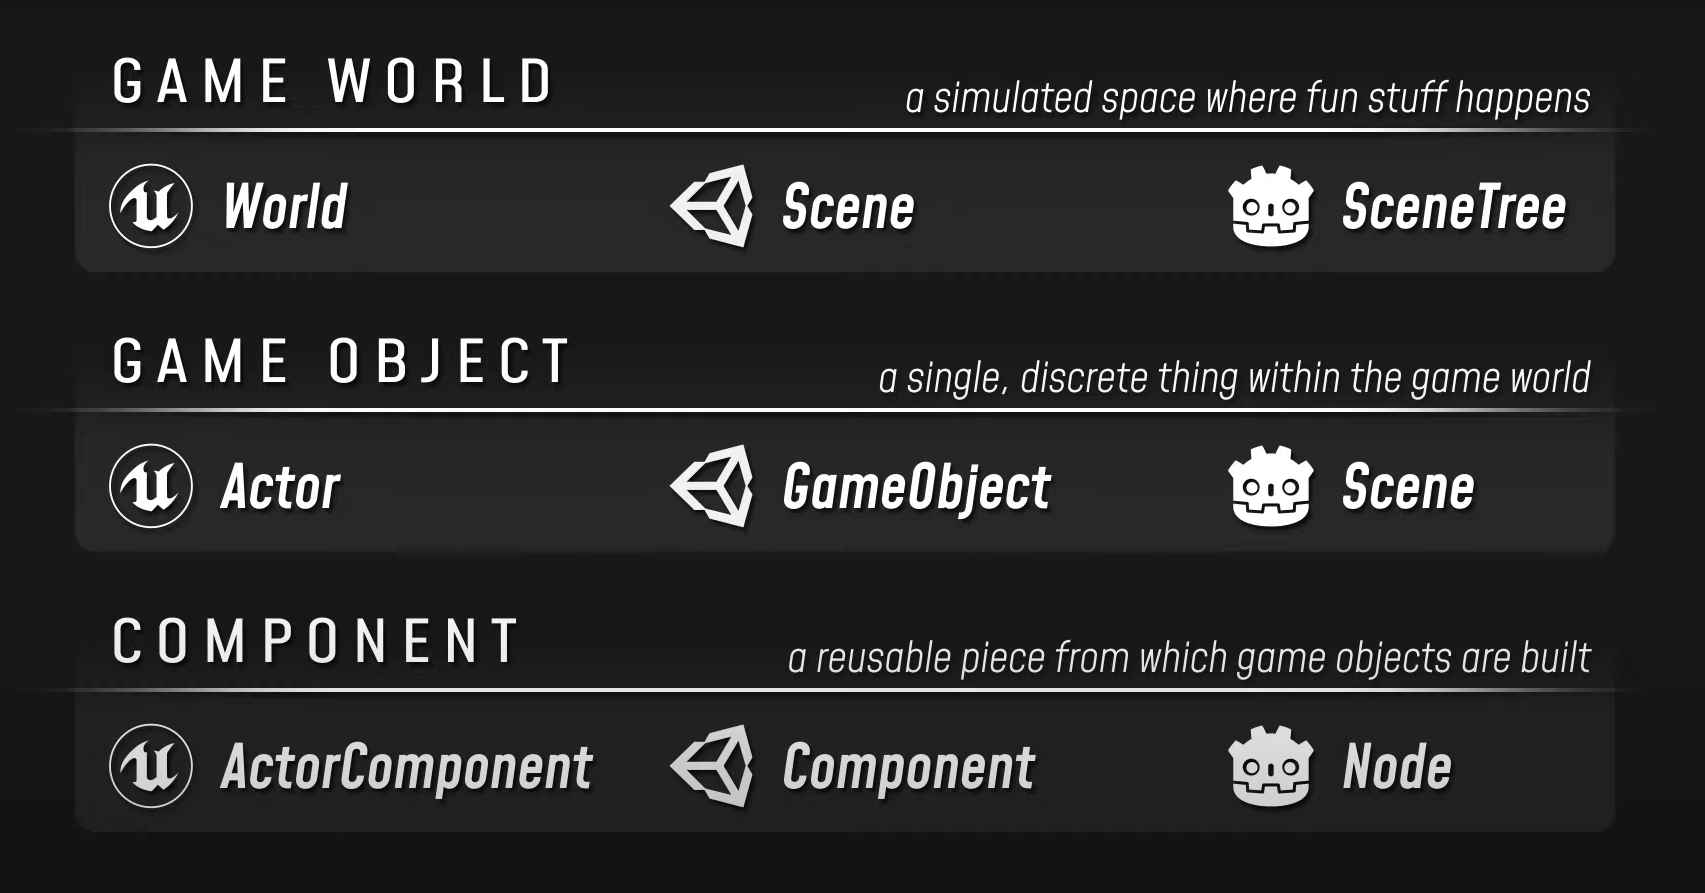 GAME WORLD
a simulated space where fun stuff happens
World
Scene
SceneTree
GAME OBJECT
a single, discrete thing within the game world
Actor
GameObject
Scene
COMPONENT
a reusable piece from which game objects are built
ActorComponent
Component
Node